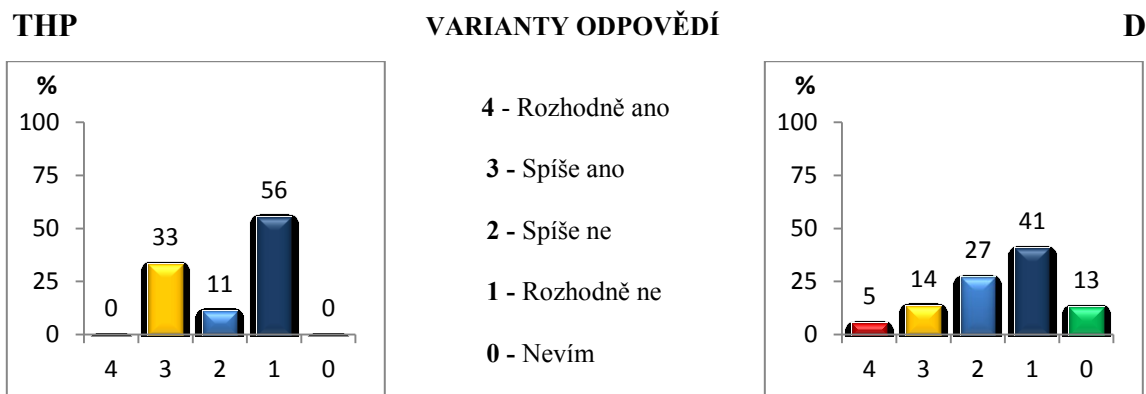 THP
VARIANTY ODPOVĚDÍ
D
%
100
75
50
25
0
0
33
11
56
0
4 3 2 1 0
4 - Rozhodně ano
3 - Spíše ano
2 - Spíše ne
1 - Rozhodně ne
0 - Nevím
%
100
75
50
25
0
5
14
27
41
13
4 3 2 1 0